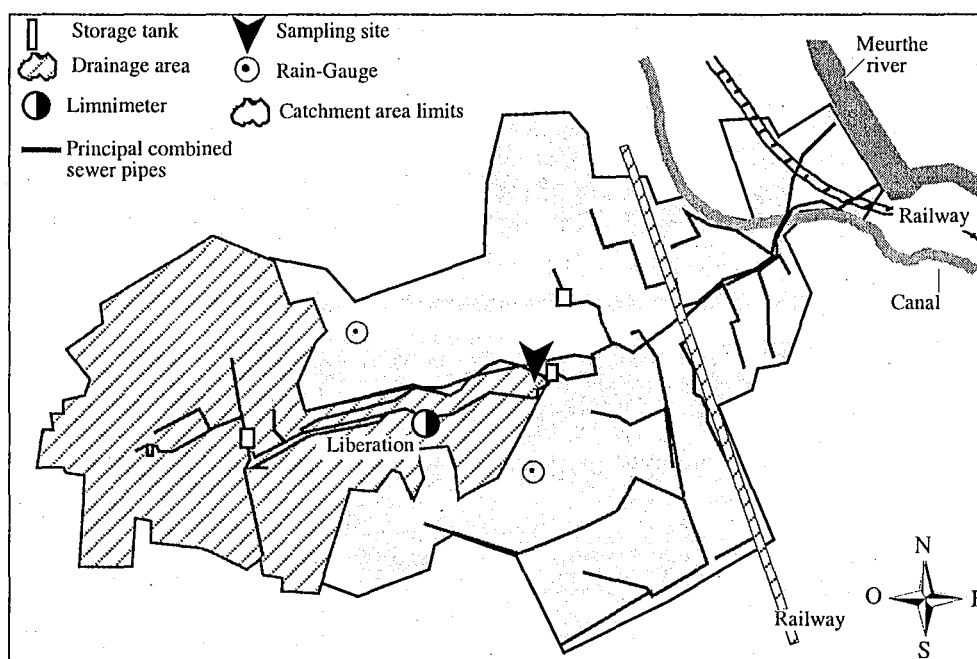 Storage tank
Drainage area
Limnimeter
Principal combined
sewer pipes
Sampling site
Rain-Gauge
Catchment area limits
Meurthe
river
Railway
Canal
Liberation
Railway
N
O E
S